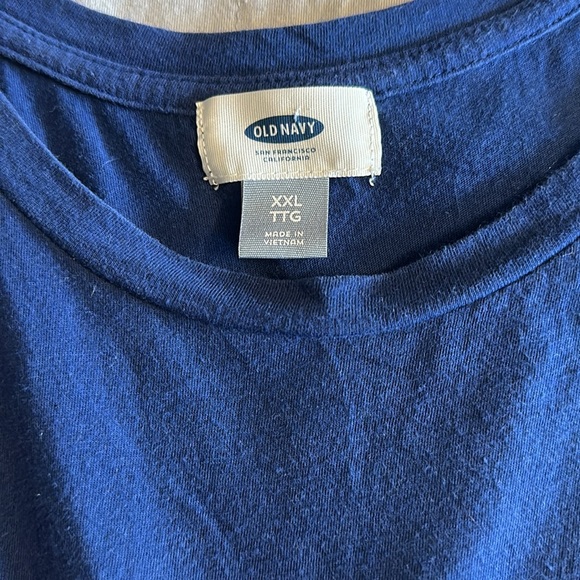 OLD NAVY
SAN FRANCISCO
CALIFORNIA
XXL
TTG
MADE IN
VIETNAM